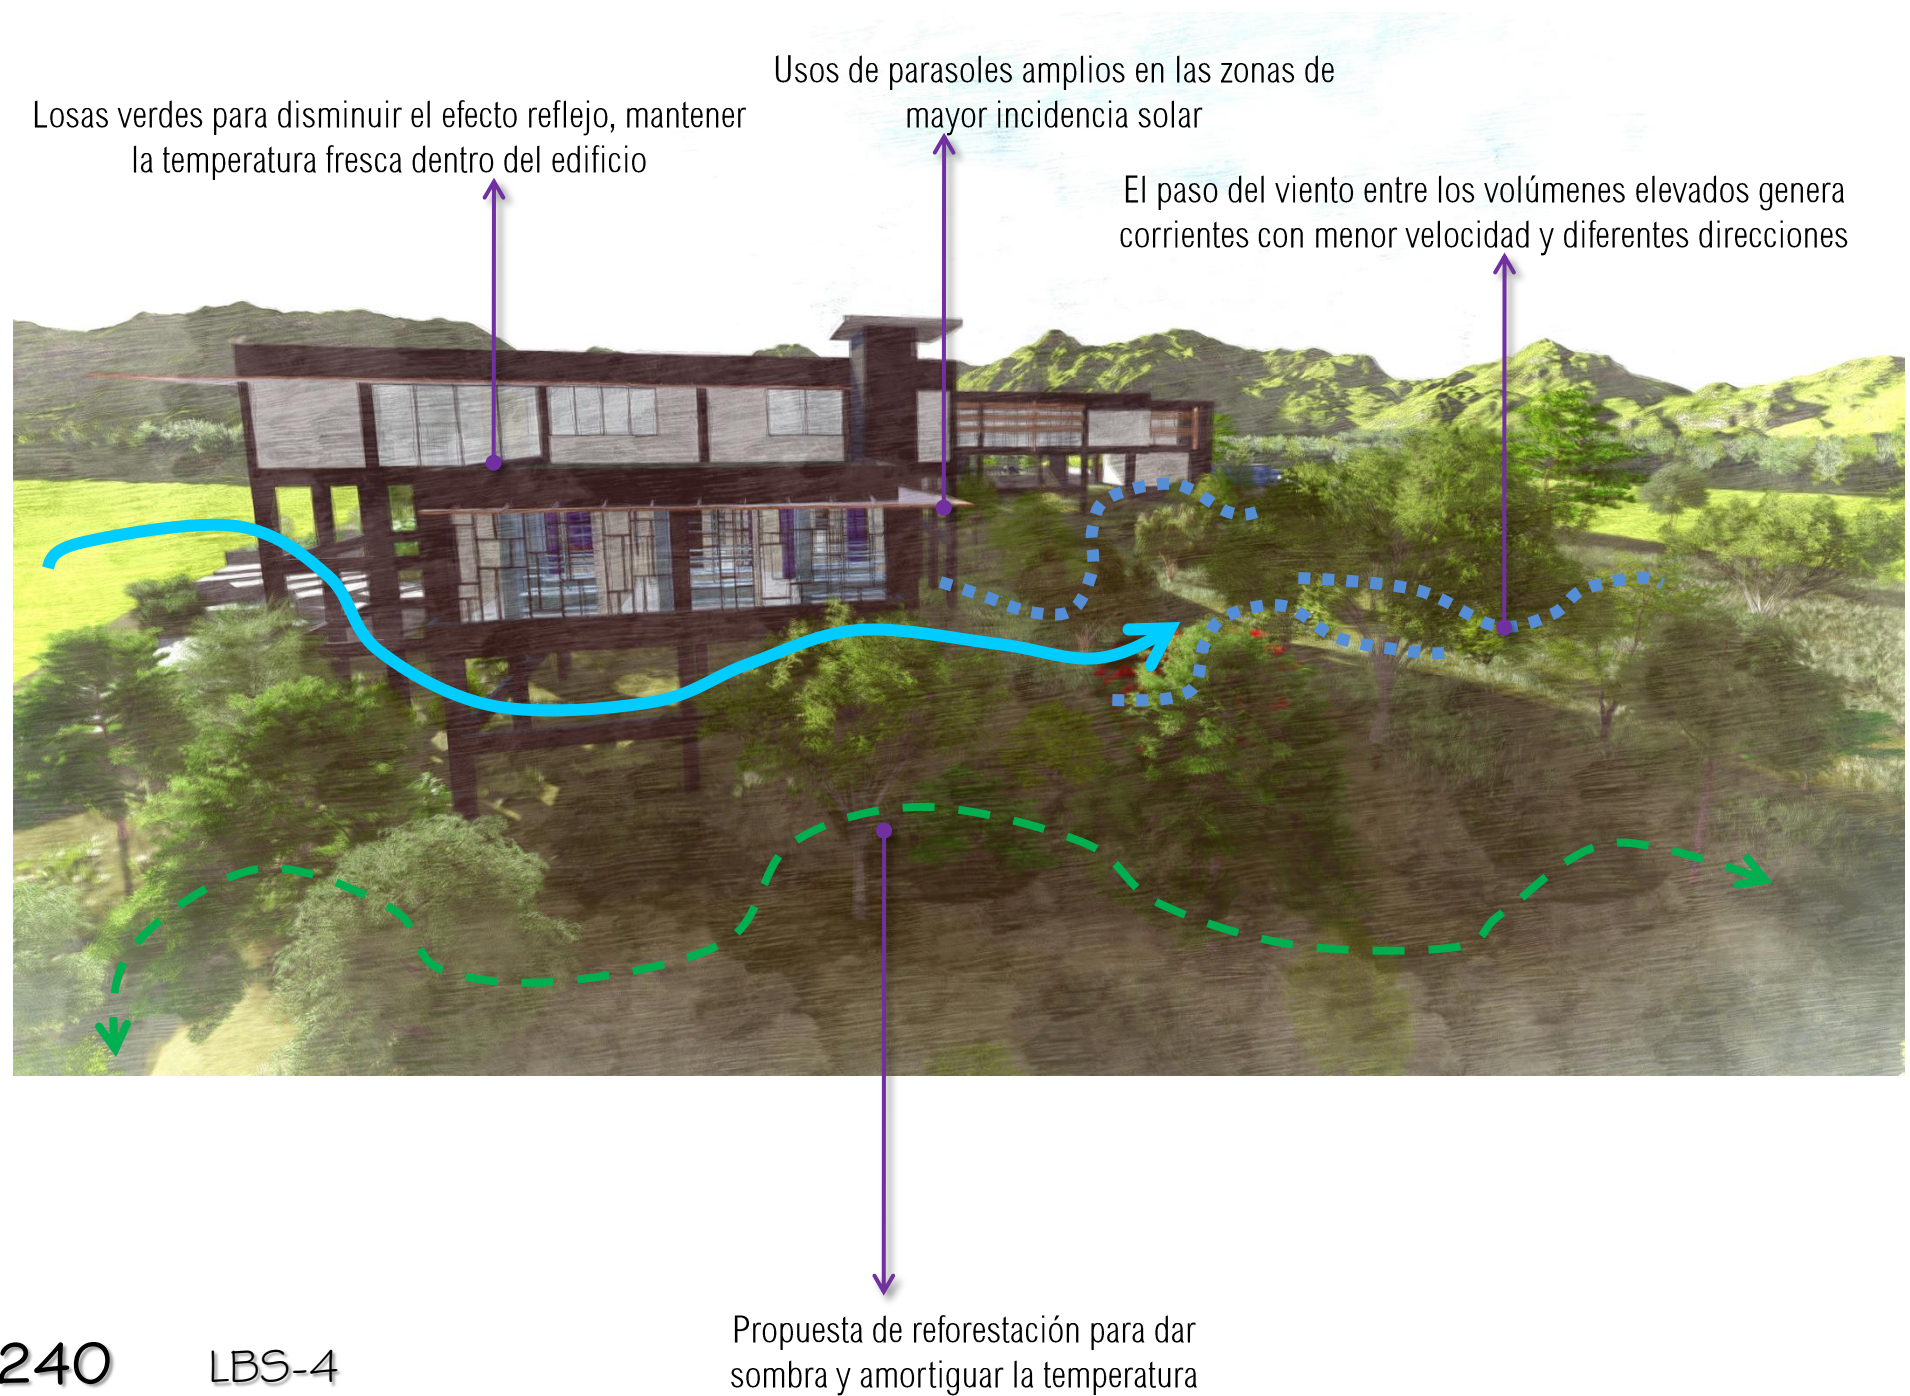 Usos de parasoles amplios en las zonas de
mayor incidencia solar
Losas verdes para disminuir el efecto reflejo, mantener
la temperatura fresca dentro del edificio
El paso del viento entre los volúmenes elevados genera
corrientes con menor velocidad y diferentes direcciones
Propuesta de reforestación para dar
sombra y amortiguar la temperatura
240 LBS-4